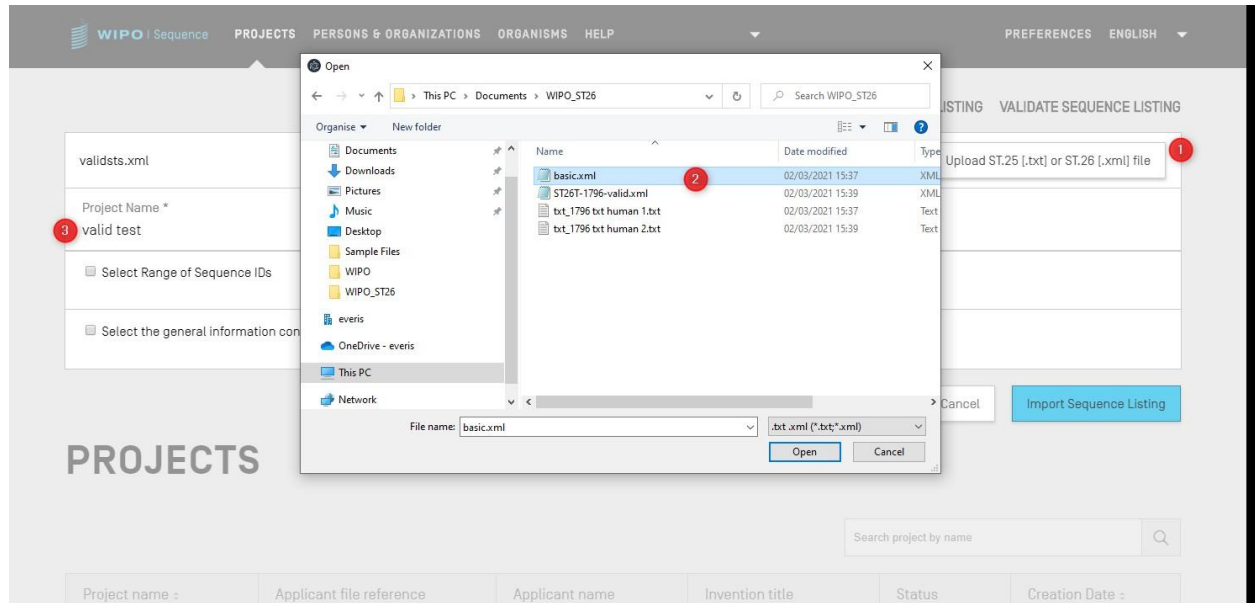 WIPO | Sequence PROJECTS PERSONS & ORGANIZATIONS ORGANISMS HELP PREFERENCES ENGLISH
Open
This PC > Documents > WIPO_ST26 Search WIPO_ST26
ISTING VALIDATE SEQUENCE LISTING
Organise New folder
validsts.xml
Upload ST.25 [.txt] or ST.26 [.xml] file
1
Project Name *
3 valid test
Select Range of Sequence IDs
Select the general information con
Documents
Downloads
Pictures
Music
Desktop
Sample Files
WIPO
WIPO_ST26
everis
OneDrive - everis
This PC
Network
Name Date modified Type
basic.xml 2 02/03/2021 15:37 XML
ST26T-1796-valid.xml 02/03/2021 15:39 XML
txt_1796 txt human 1.txt 02/03/2021 15:37 Text
txt_1796 txt human 2.txt 02/03/2021 15:39 Text
File name: basic.xml .txt .xml (*.txt;*.xml)
Open Cancel
Cancel Import Sequence Listing
PROJECTS
Search project by name
Project name Applicant file reference Applicant name Invention title Status Creation Date